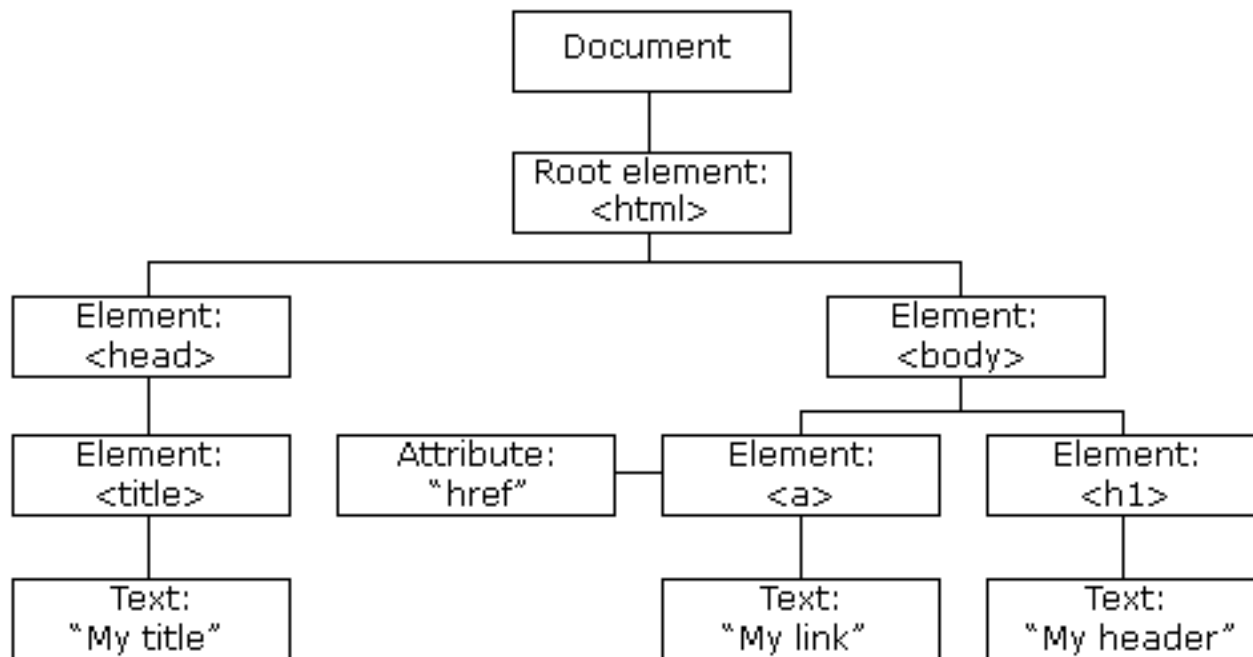 Document
Root element:
<html>
Element:
<head>
Element:
<body>
Element:
<title>
Attribute:
“href”
Element:
<a>
Element:
<h1>
Text:
“My title”
Text:
“My link”
Text:
“My header”